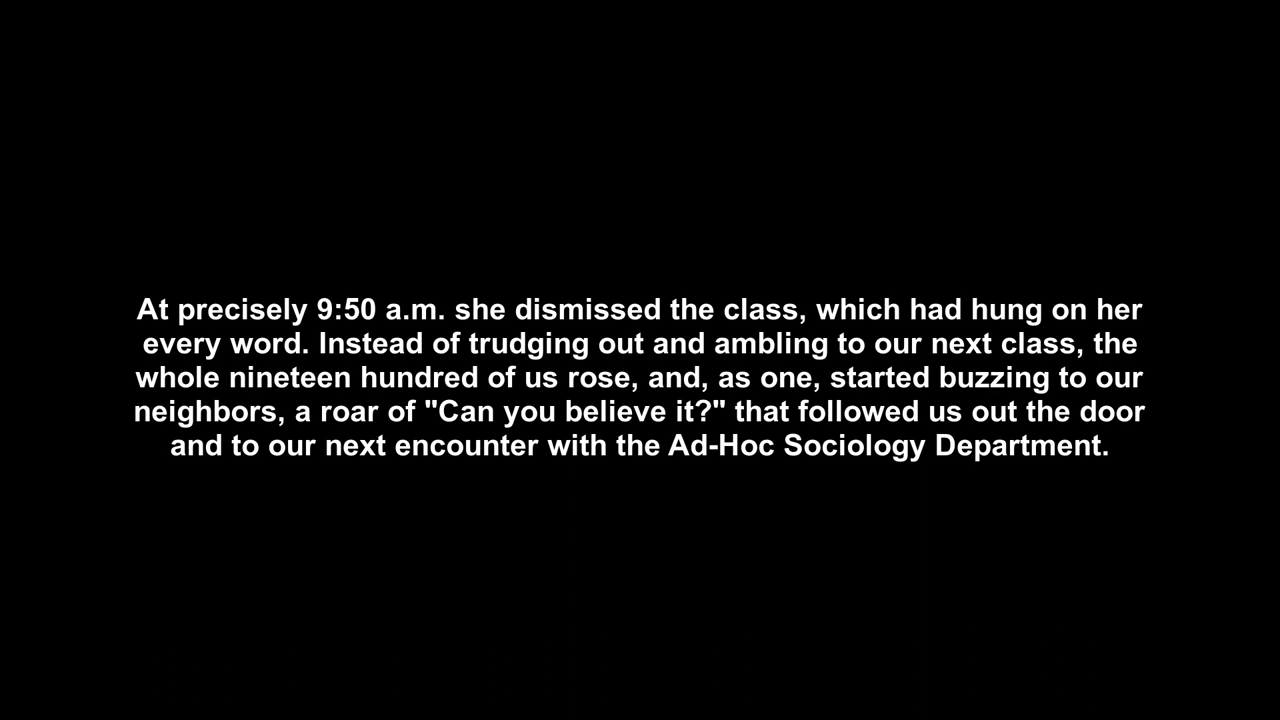 At precisely 9:50 a.m. she dismissed the class, which had hung on her
every word. Instead of trudging out and ambling to our next class, the
whole nineteen hundred of us rose, and, as one, started buzzing to our
neighbors, a roar of "Can you believe it?" that followed us out the door
and to our next encounter with the Ad-Hoc Sociology Department.